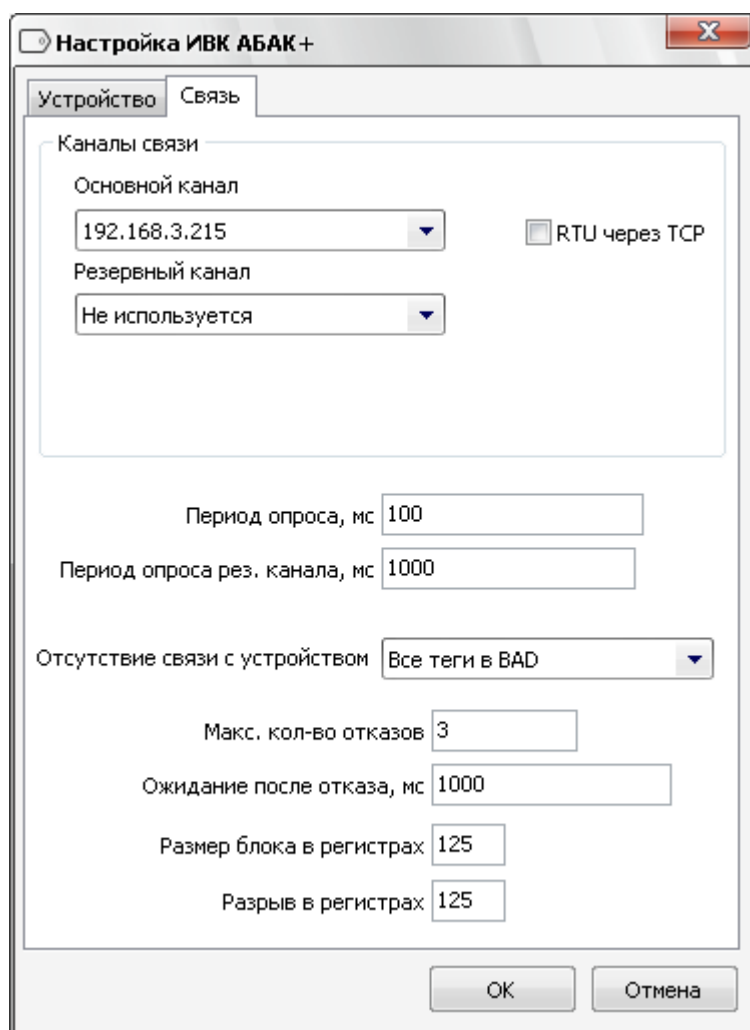 Настройка ИВК АБАК+
Устройство Связь
Каналы связи
Основной канал
192.168.3.215 RTU через TCP
Резервный канал
Не используется
Период опроса, мс 100
Период опроса рез. канала, мс 1000
Отсутствие связи с устройством Все теги в BAD
Макс. кол-во отказов 3
Ожидание после отказа, мс 1000
Размер блока в регистрах 125
Разрыв в регистрах 125
ОК Отмена